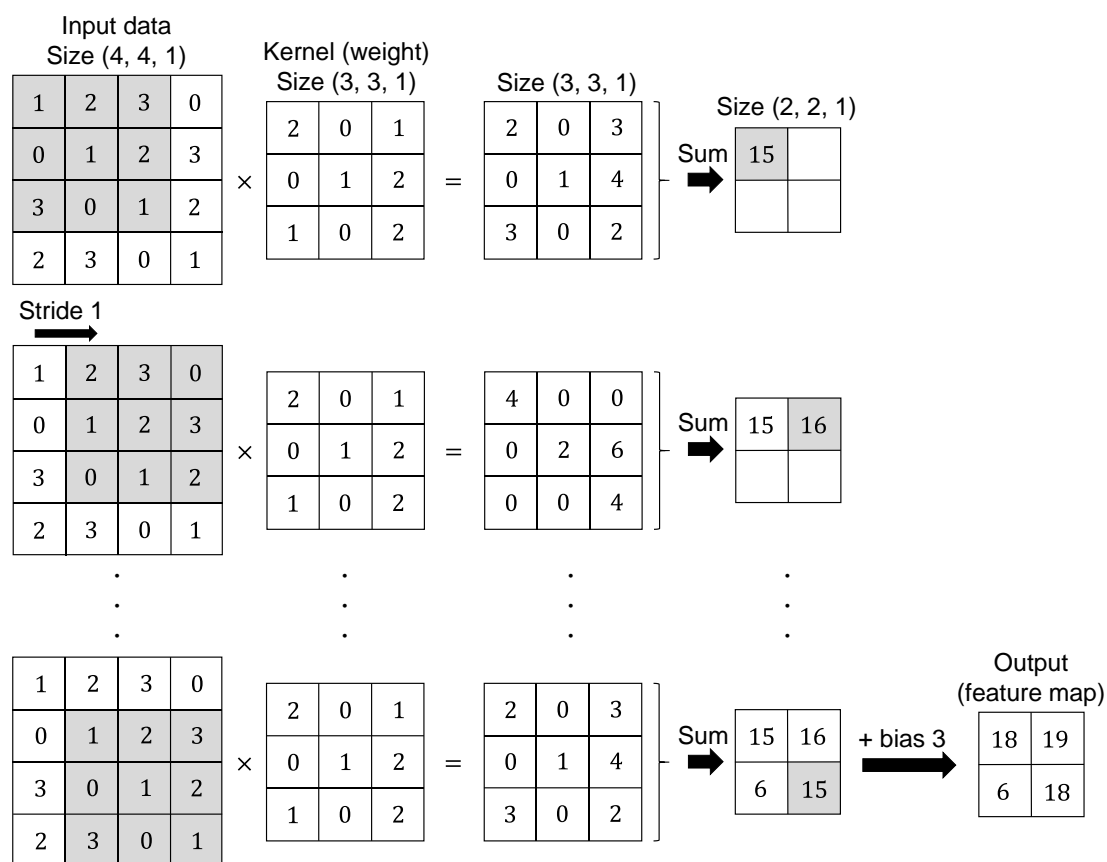 Input data
Size (4, 4, 1)
Kernel (weight)
Size (3, 3, 1)
Size (3, 3, 1)
Size (2, 2, 1)
1 2 3 0
0 1 2 3
3 0 1 2
2 3 0 1
×
2 0 1
0 1 2
1 0 2
=
2 0 3
0 1 4
3 0 2
Sum
15
Stride 1
1 2 3 0
0 1 2 3
3 0 1 2
2 3 0 1
×
2 0 1
0 1 2
1 0 2
=
4 0 0
0 2 6
0 0 4
Sum
15 16
1 2 3 0
0 1 2 3
3 0 1 2
2 3 0 1
×
2 0 1
0 1 2
1 0 2
=
2 0 3
0 1 4
3 0 2
Sum
15 16
6 15
+ bias 3
Output
(feature map)
18 19
6 18